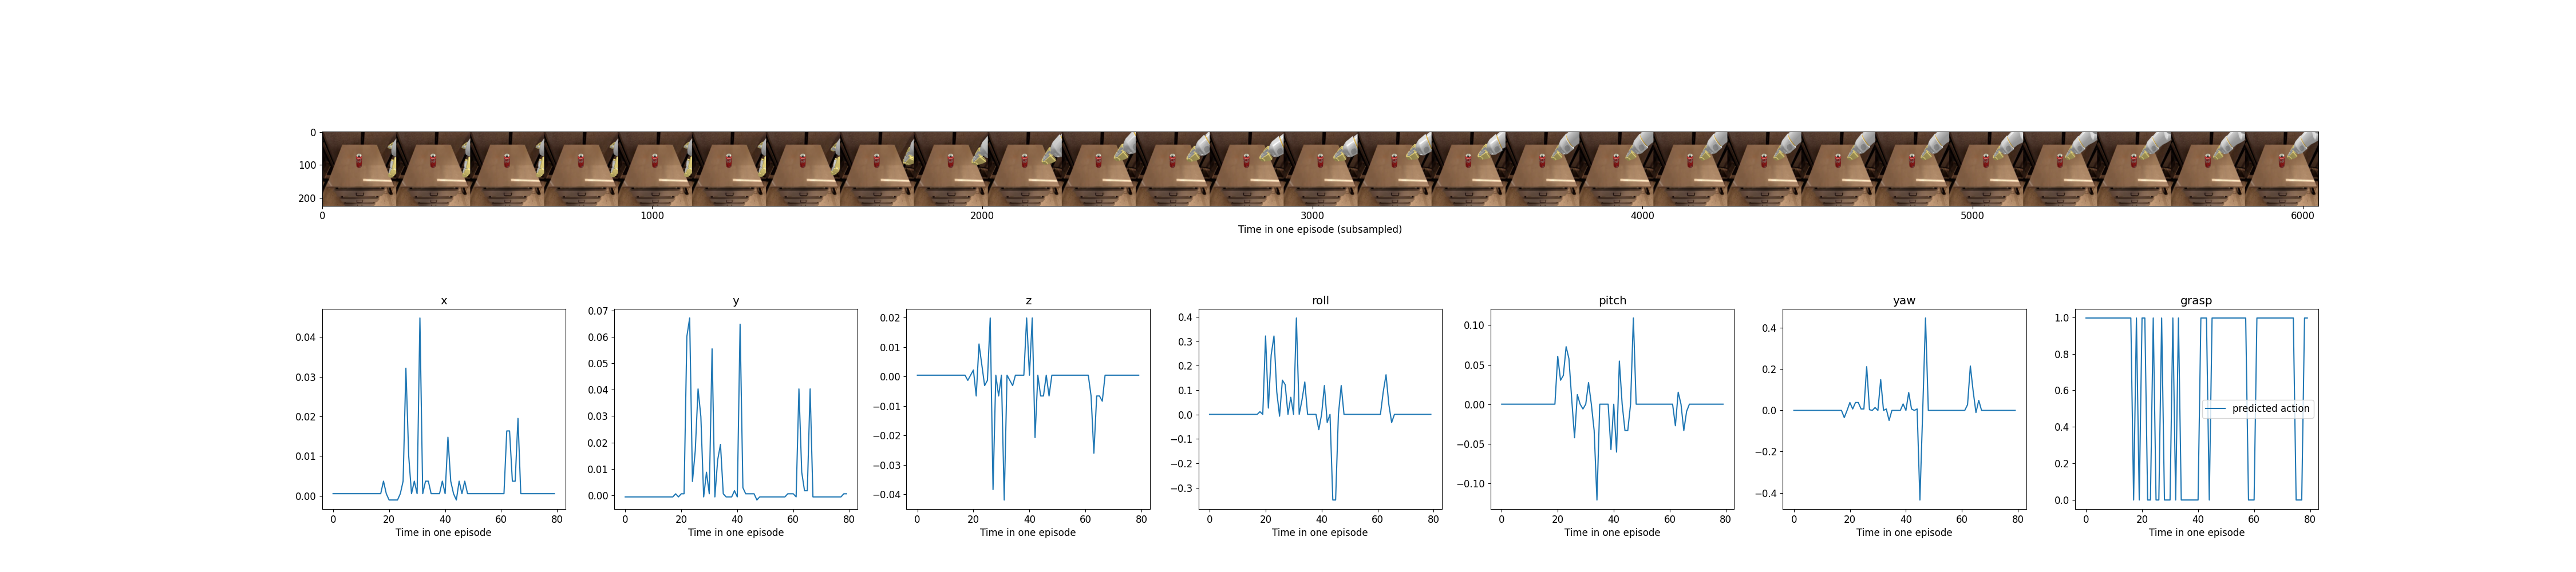 0
100
200
0 1000 2000 3000 4000 5000 6000
Time in one episode (subsampled)
x
0.04
0.03
0.02
0.01
0.00
0 20 40 60 80
Time in one episode
y
0.07
0.06
0.05
0.04
0.03
0.02
0.01
0.00
0 20 40 60 80
Time in one episode
z
0.02
0.01
0.00
−0.01
−0.02
−0.03
−0.04
0 20 40 60 80
Time in one episode
roll
0.4
0.3
0.2
0.1
0.0
−0.1
−0.2
−0.3
0 20 40 60 80
Time in one episode
pitch
0.10
0.05
0.00
−0.05
−0.10
0 20 40 60 80
Time in one episode
yaw
0.4
0.2
0.0
−0.2
−0.4
0 20 40 60 80
Time in one episode
grasp
1.0
0.8
0.6
0.4
0.2
0.0
predicted action
0 20 40 60 80
Time in one episode